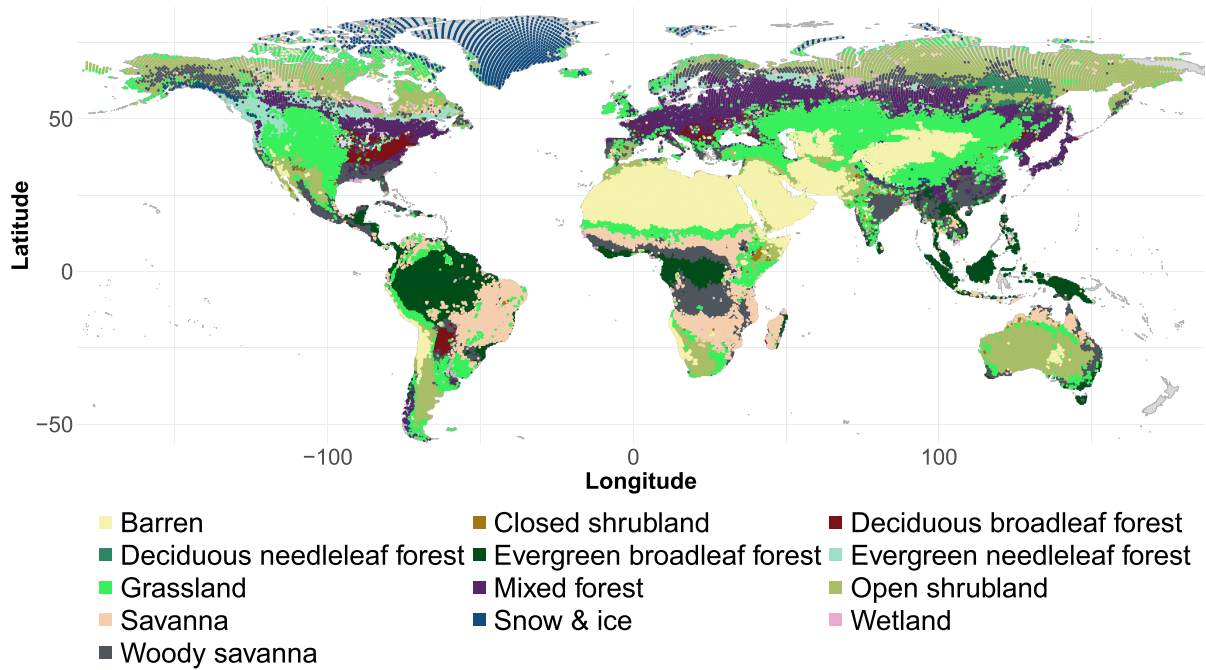 50
0
−50
Latitude
−100
0
100
Longitude
Barren
Closed shrubland
Deciduous broadleaf forest
Deciduous needleleaf forest
Evergreen broadleaf forest
Evergreen needleleaf forest
Grassland
Mixed forest
Open shrubland
Savanna
Snow & ice
Wetland
Woody savanna